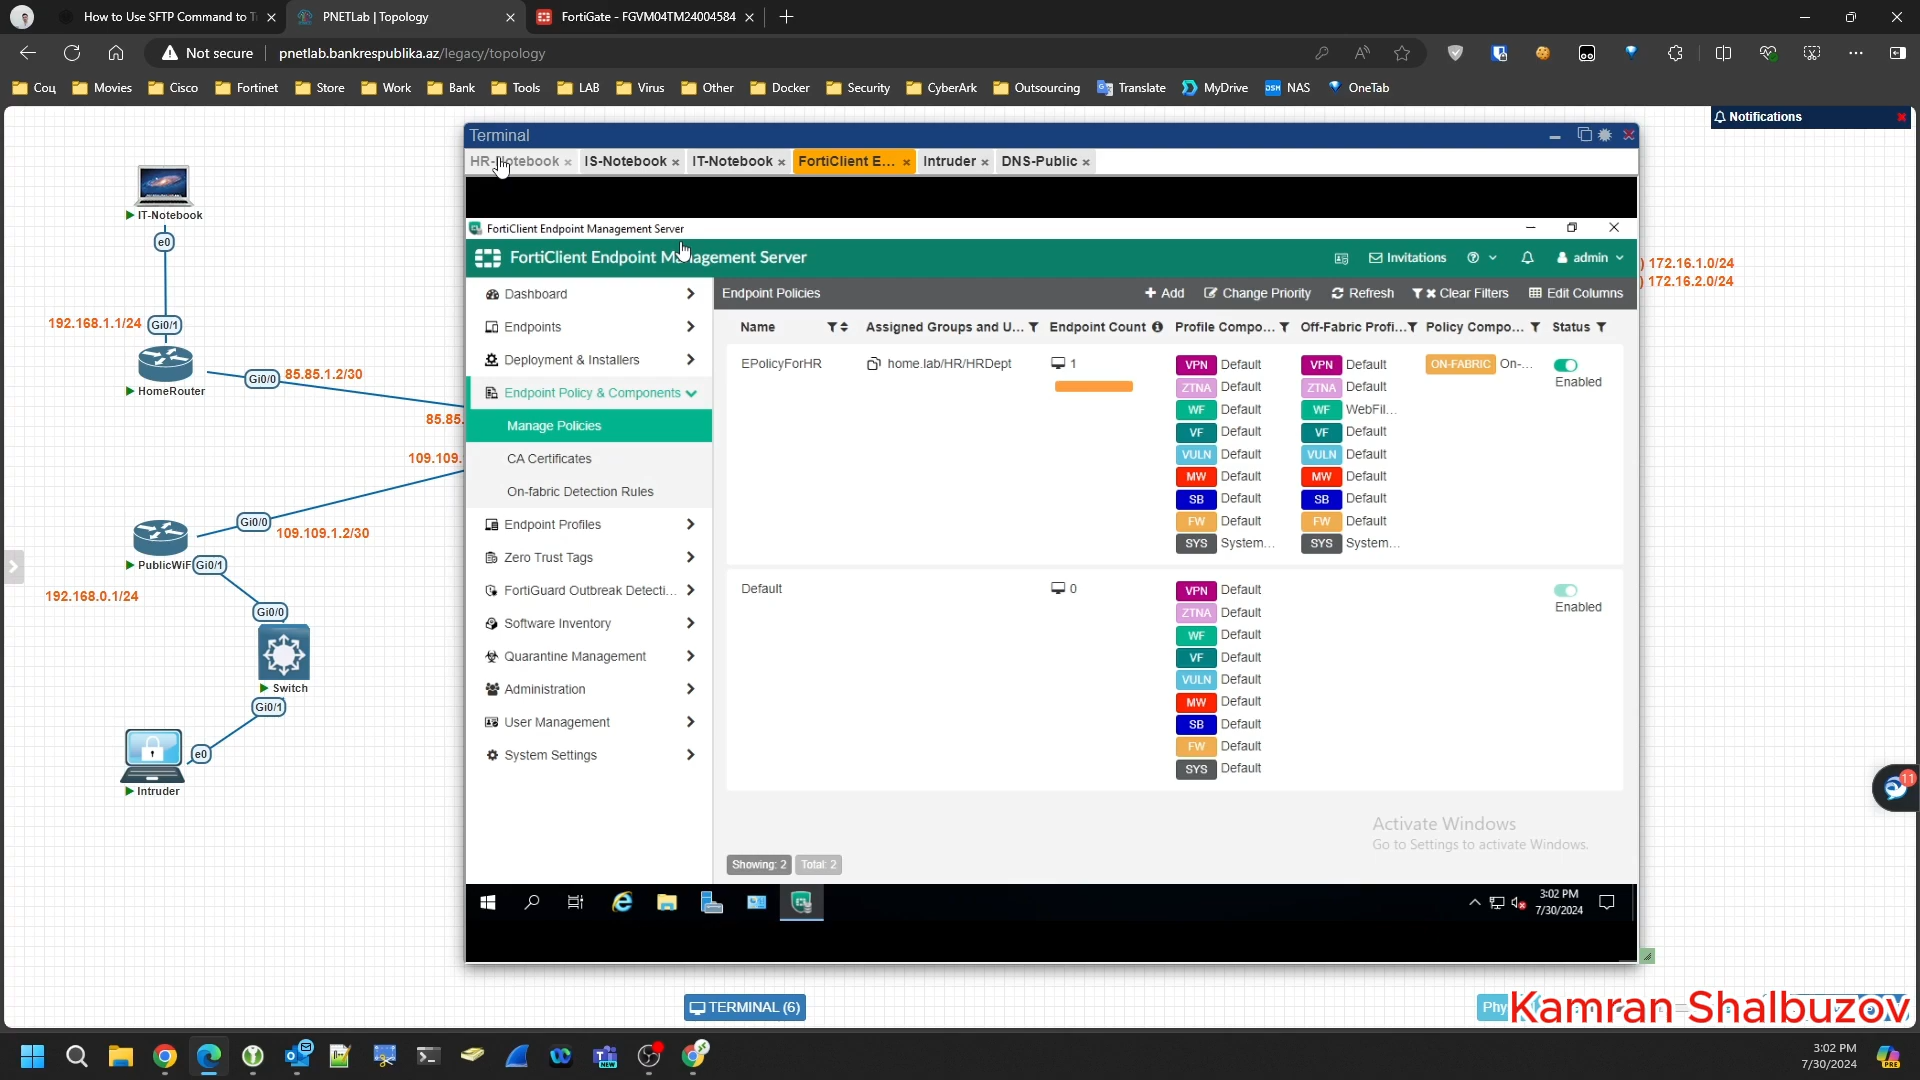 How to Use SFTP Command to Tr
PNETLab | Topology
FortiGate - FGVM04TM24004584
Not secure
pnetlab.bankrespublika.az/legacy/topology
Соц
Movies
Cisco
Fortinet
Store
Work
Bank
Tools
LAB
Virus
Other
Docker
Security
CyberArk
Outsourcing
Translate
MyDrive
NAS
OneTab
Notifications
Terminal
HR-Notebook
IS-Notebook
IT-Notebook
FortiClient E...
Intruder
DNS-Public
FortiClient Endpoint Management Server
FortiClient Endpoint Management Server
Invitations
admin
Dashboard
Endpoints
Deployment & Installers
Endpoint Policy & Components
Manage Policies
CA Certificates
On-fabric Detection Rules
Endpoint Profiles
Zero Trust Tags
FortiGuard Outbreak Detecti...
Software Inventory
Quarantine Management
Administration
User Management
System Settings
Endpoint Policies
Add
Change Priority
Refresh
Clear Filters
Edit Columns
Name
Assigned Groups and U...
Endpoint Count
Profile Compo...
Off-Fabric Profi...
Policy Compo...
Status
EPolicyForHR
home.lab/HR/HRDept
1
VPN Default
VPN Default
ON-FABRIC On-...
Enabled
ZTNA Default
ZTNA Default
WF Default
WF WebFil...
VF Default
VF Default
VULN Default
VULN Default
MW Default
MW Default
SB Default
SB Default
FW Default
FW Default
SYS System...
SYS System...
Default
0
VPN Default
Enabled
ZTNA Default
WF Default
VF Default
VULN Default
MW Default
SB Default
FW Default
SYS Default
Activate Windows
Go to Settings to activate Windows.
Showing: 2
Total: 2
3:02 PM
7/30/2024
IT-Notebook
e0
192.168.1.1/24
Gi0/1
HomeRouter
Gi0/0
85.85.1.2/30
85.85.
109.109.
Gi0/0
109.109.1.2/30
PublicWiF
Gi0/1
192.168.0.1/24
Gi0/0
Switch
Gi0/1
e0
Intruder
) 172.16.1.0/24
) 172.16.2.0/24
11
TERMINAL (6)
Phy
Kamran Shalbuzov
3:02 PM
7/30/2024